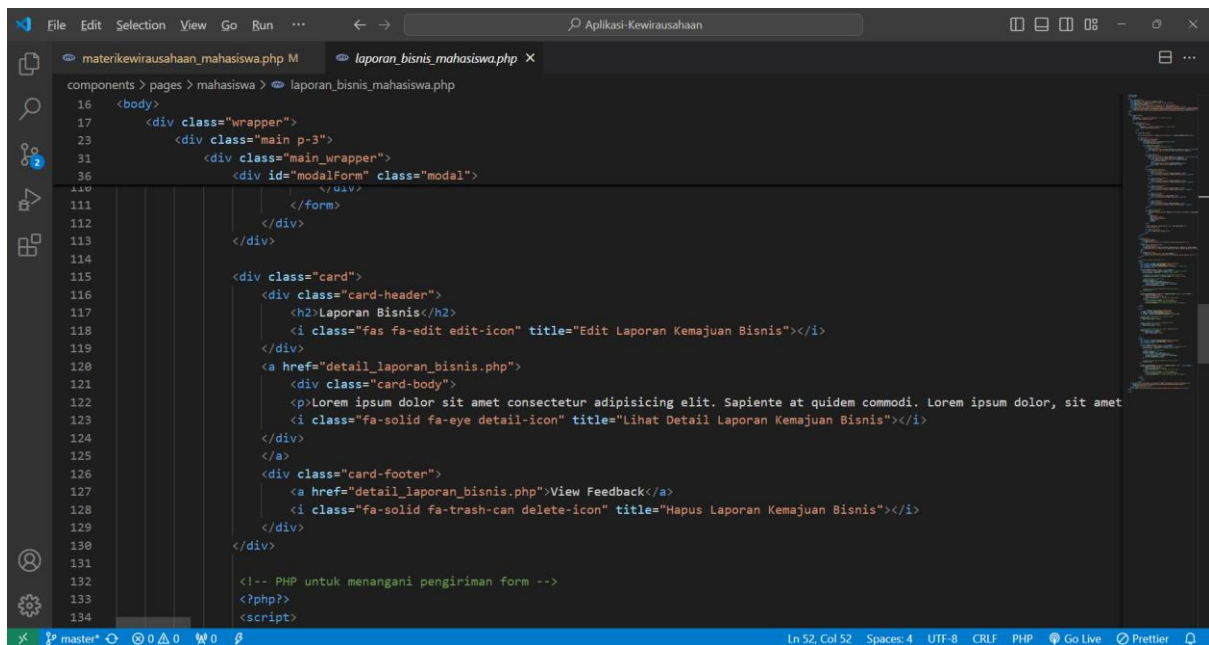 File Edit Selection View Go Run ··· ← → Aplikasi-Kewirausahaan
materikewirausahaan_mahasiswa.php M laporan_bisnis_mahasiswa.php ×
components > pages > mahasiswa > laporan_bisnis_mahasiswa.php
16 <body>
17 <div class="wrapper">
23 <div class="main p-3">
31 <div class="main_wrapper">
36 <div id="modalForm" class="modal">
110 </div>
111 </form>
112 </div>
113 </div>
114
115 <div class="card">
116 <div class="card-header">
117 <h2>Laporan Bisnis</h2>
118 <i class="fas fa-edit edit-icon" title="Edit Laporan Kemajuan Bisnis"></i>
119 </div>
120 <a href="detail_laporan_bisnis.php">
121 <div class="card-body">
122 <p>Lorem ipsum dolor sit amet consectetur adipisicing elit. Sapiente at quidem commodi. Lorem ipsum dolor, sit amet
123 <i class="fa-solid fa-eye detail-icon" title="Lihat Detail Laporan Kemajuan Bisnis"></i>
124 </div>
125 </a>
126 <div class="card-footer">
127 <a href="detail_laporan_bisnis.php">View Feedback</a>
128 <i class="fa-solid fa-trash-can delete-icon" title="Hapus Laporan Kemajuan Bisnis"></i>
129 </div>
130 </div>
131
132 <!-- PHP untuk menangani pengiriman form -->
133 <?php?>
134 <script>
2
master* 0 0 0 Ln 52, Col 52 Spaces: 4 UTF-8 CRLF PHP Go Live Prettier